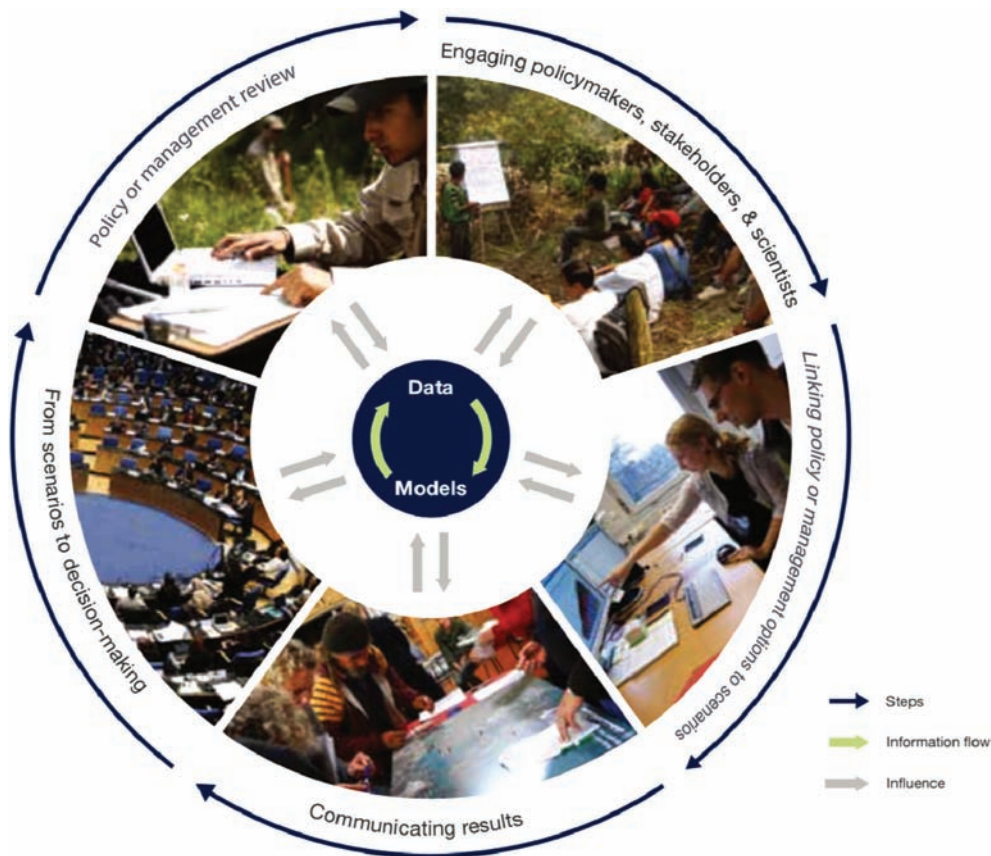 Policy or management review
Engaging policymakers, stakeholders, & scientists
Linking policy or management options to scenarios
Communicating results
From scenarios to decision-making
Data
Models
Steps
Information flow
Influence